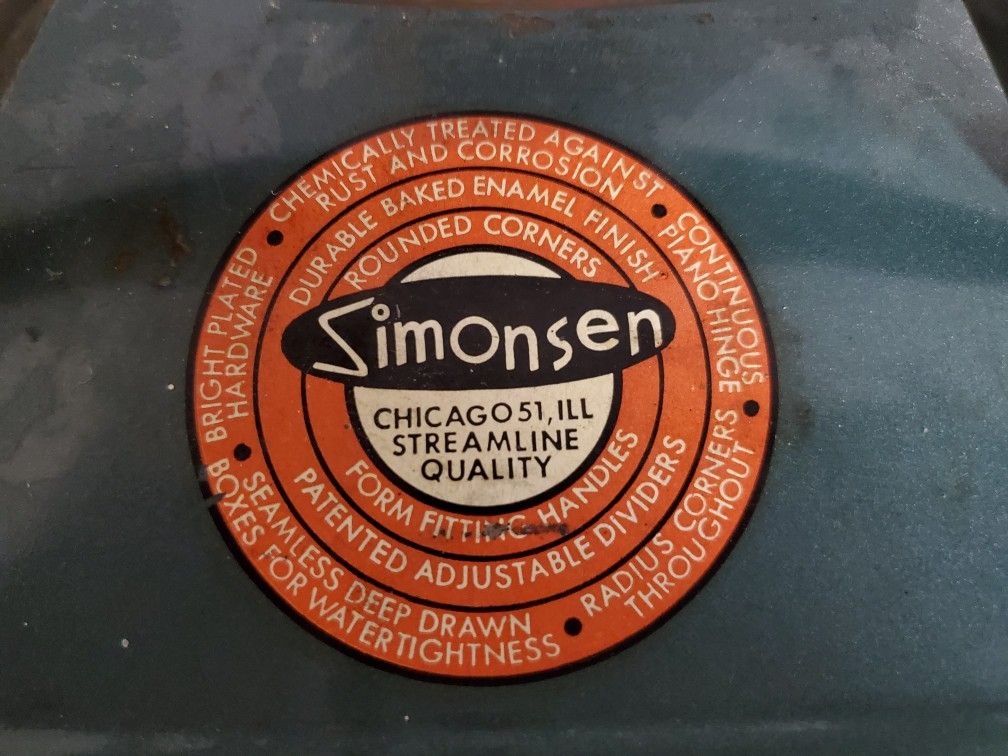 CHEMICALLY TREATED AGAINST
RUST AND CORROSION
CONTINUOUS
PIANO HINGE
RADIUS CORNERS
THROUGHOUT
SEAMLESS DEEP DRAWN
BOXES FOR WATERTIGHTNESS
BRIGHT PLATED
HARDWARE
DURABLE BAKED ENAMEL FINISH
ROUNDED CORNERS
Simonsen
CHICAGO 51, ILL
STREAMLINE
QUALITY
FORM FITTING HANDLES
PATENTED ADJUSTABLE DIVIDERS